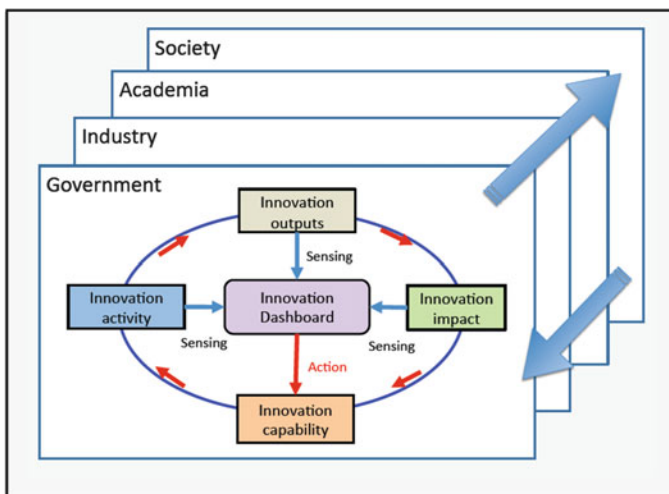 Society
Academia
Industry
Government
Innovation
outputs
Sensing
Innovation
activity
Innovation
Dashboard
Innovation
impact
Sensing
Sensing
Action
Innovation
capability